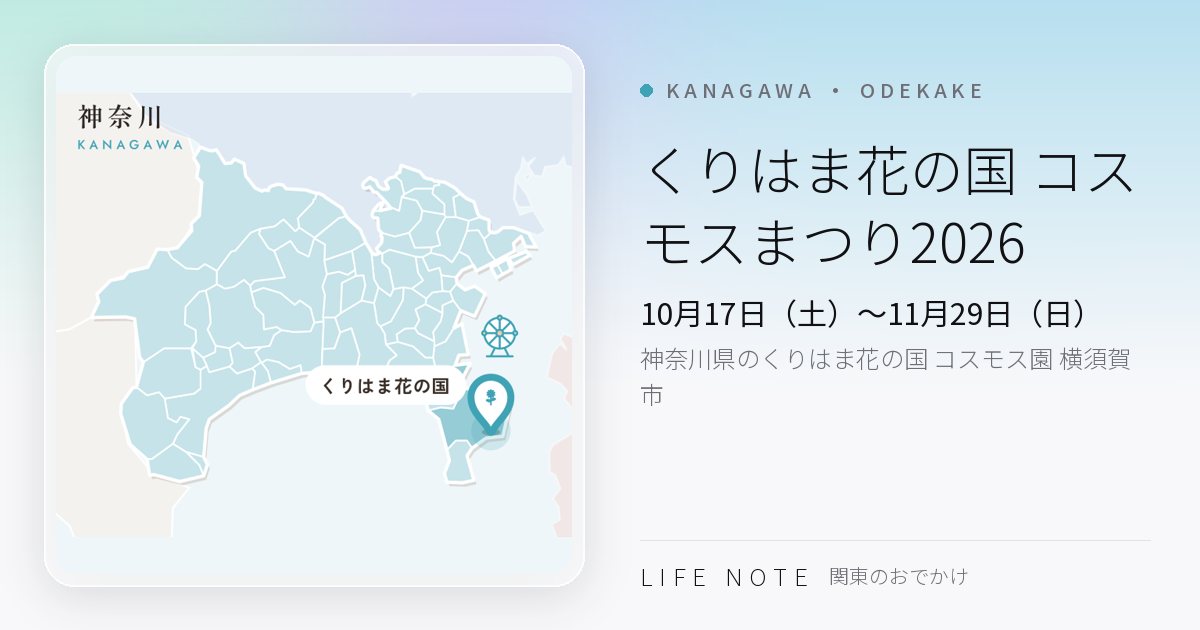 神奈川
KANAGAWA
くりはま花の国
KANAGAWA • ODEKAKE
くりはま花の国 コス
モスまつり2026
10月17日（土）〜11月29日（日）
神奈川県のくりはま花の国 コスモス園 横須賀
市
LIFE NOTE 関東のおでかけ